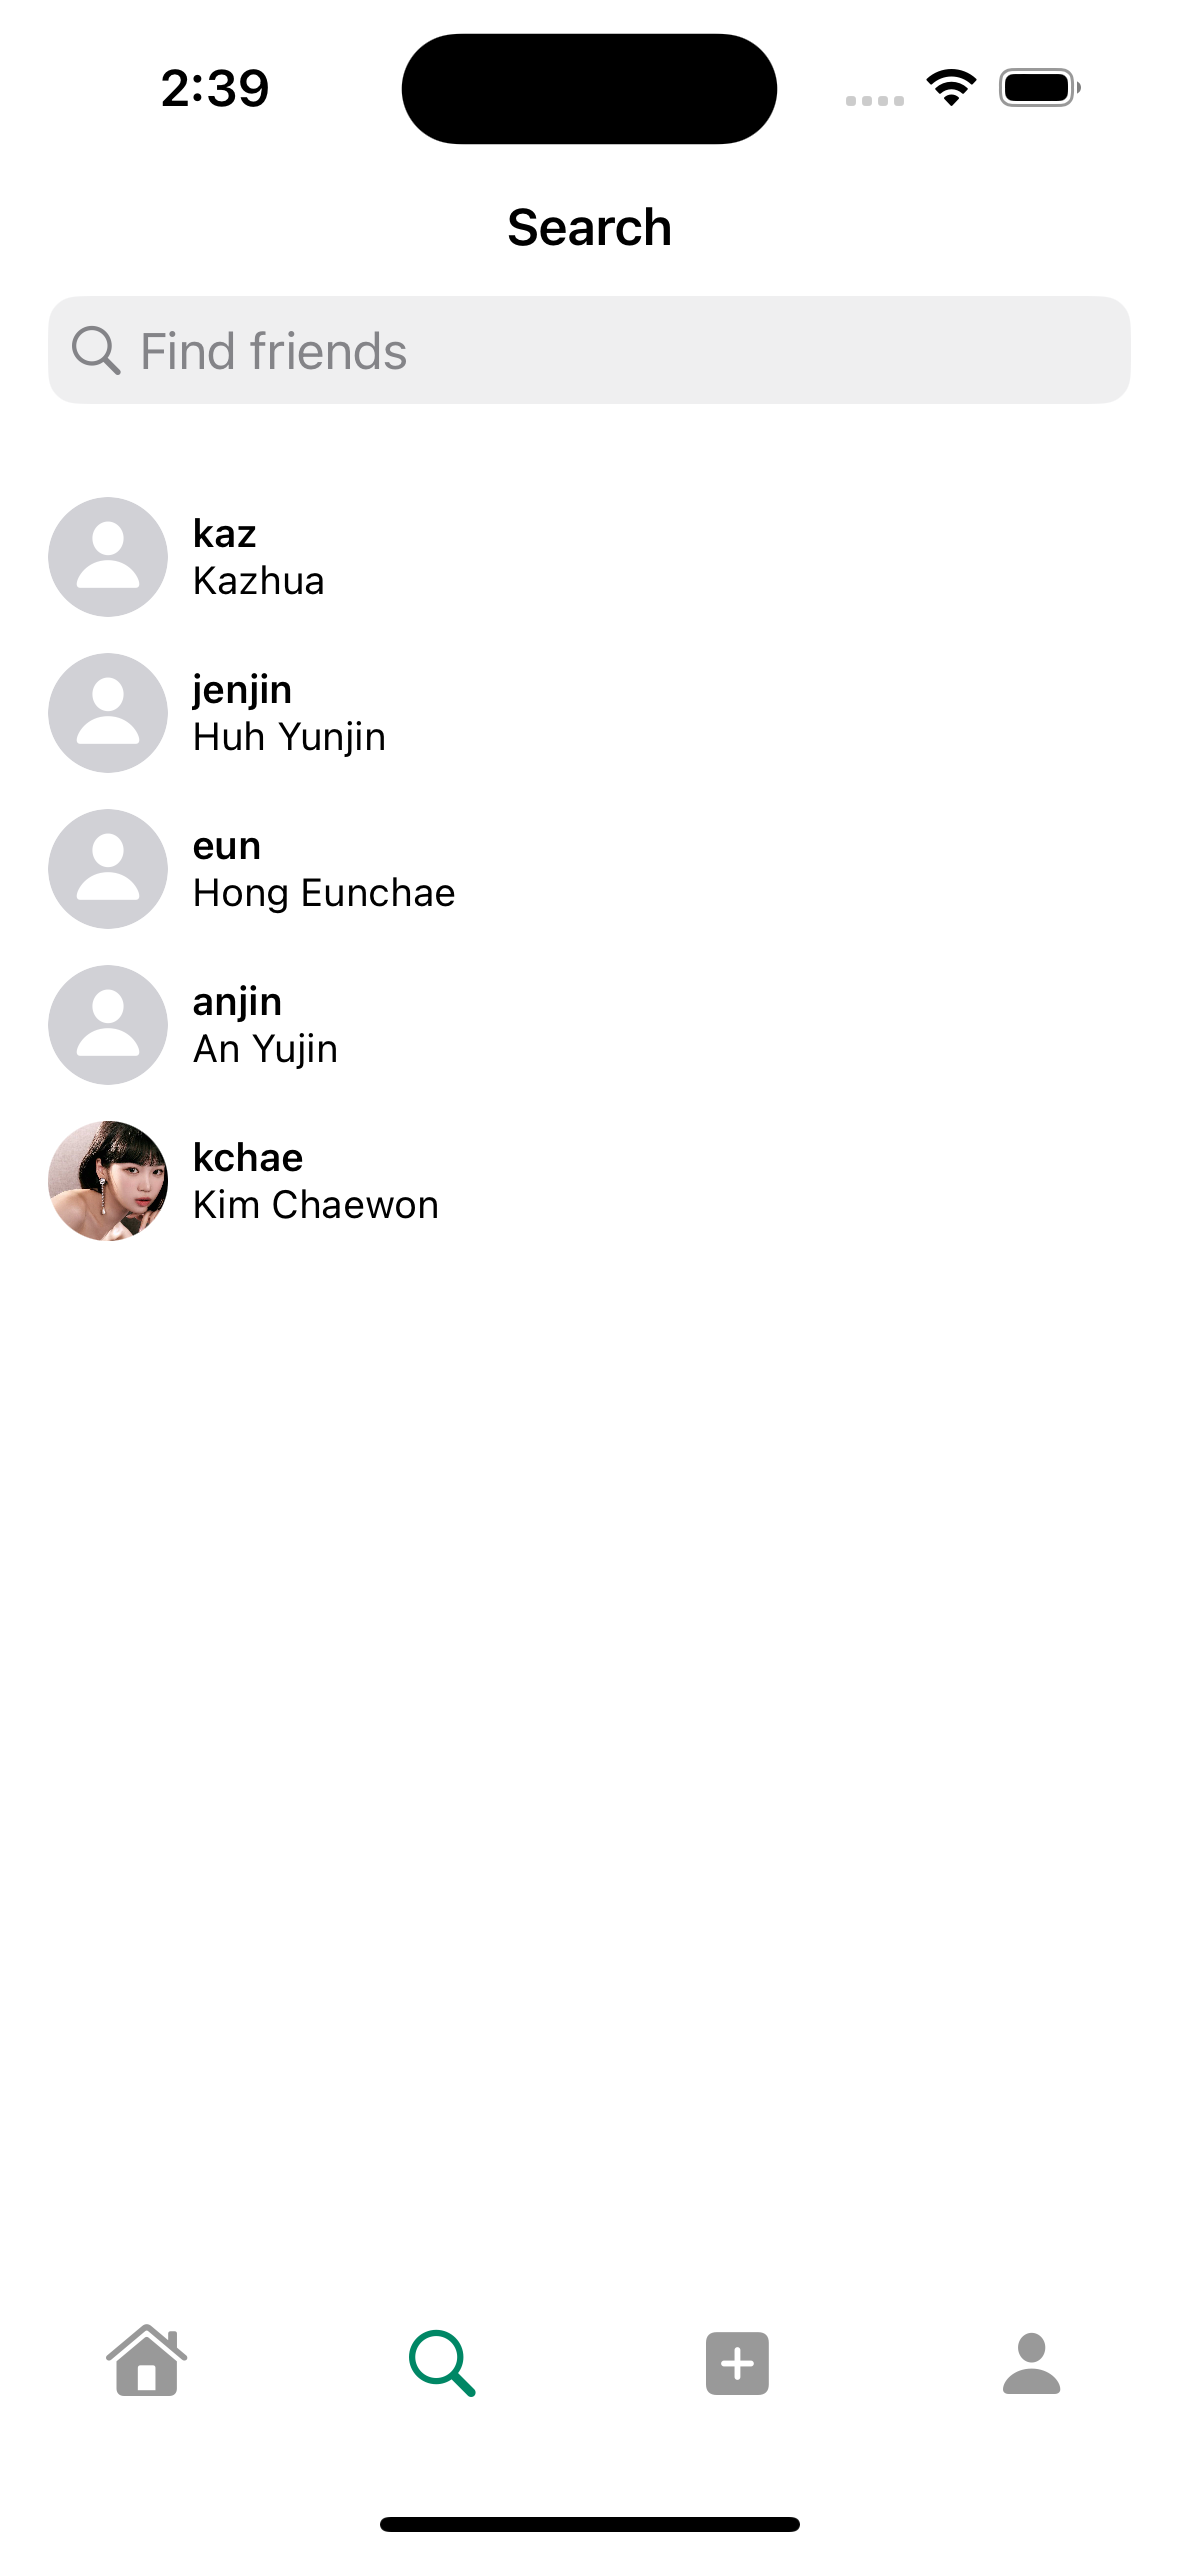 2:39
Search
Find friends
kaz
Kazhua
jenjin
Huh Yunjin
eun
Hong Eunchae
anjin
An Yujin
kchae
Kim Chaewon